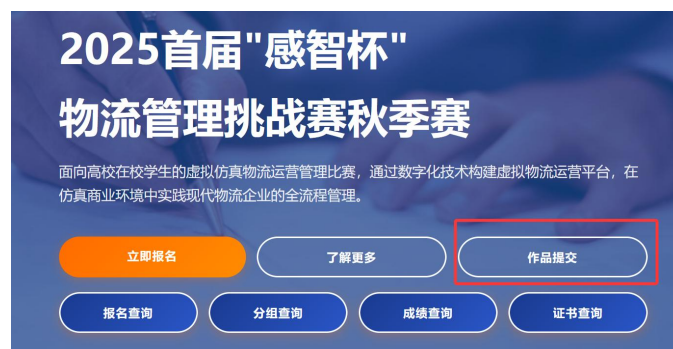 2025首届"感智杯"
物流管理挑战赛秋季赛
面向高校在校学生的虚拟仿真物流运营管理比赛，通过数字化技术构建虚拟物流运营平台，在
仿真商业环境中实践现代物流企业的全流程管理。
立即报名 了解更多 作品提交
报名查询 分组查询 成绩查询 证书查询